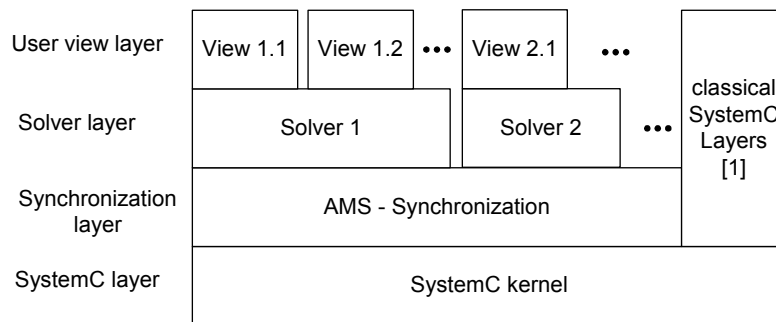 User view layer
View 1.1
View 1.2
•••
View 2.1
•••
Solver layer
Solver 1
Solver 2
•••
classical
SystemC
Layers
[1]
Synchronization
layer
AMS - Synchronization
SystemC layer
SystemC kernel